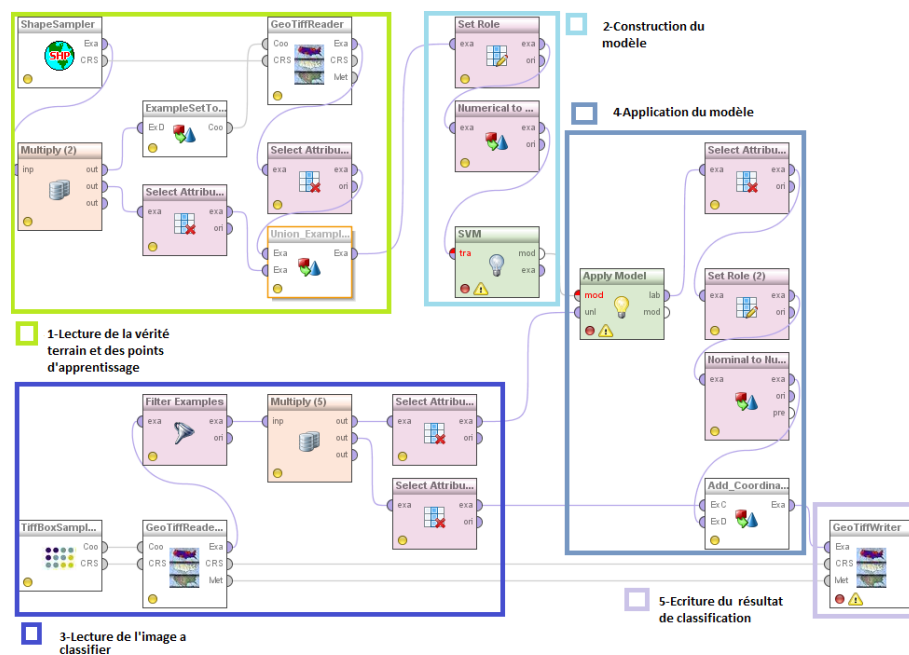 ShapeSampler
Exa
CRS
SHP
GeoTiffReader
Coo Exa
CRS CRS
Met
ExampleSetTo...
ExD Coo
Multiply (2)
inp out
out
out
Select Attribu...
exa exa
ori
Select Attribu...
exa exa
ori
Union_Exampl...
Exa Exa
Exa
1-Lecture de la vérité
terrain et des points
d'apprentissage
Set Role
exa exa
ori
Numerical to ...
exa exa
ori
SVM
tra mod
exa
2-Construction du
modèle
4-Application du modèle
Select Attribu...
exa exa
ori
Apply Model
mod lab
unl mod
Set Role (2)
exa exa
ori
Nominal to Nu...
exa exa
ori
pre
Add_Coordina...
ExC Exa
ExD
Filter Examples
exa exa
ori
Multiply (5)
inp out
out
out
Select Attribu...
exa exa
ori
Select Attribu...
exa exa
ori
TiffBoxSampl...
Coo
CRS
GeoTiffReade...
Coo Exa
CRS CRS
Met
3-Lecture de l'image a
classifier
GeoTiffWriter
Exa
CRS
Met
5-Ecriture du résultat
de classification